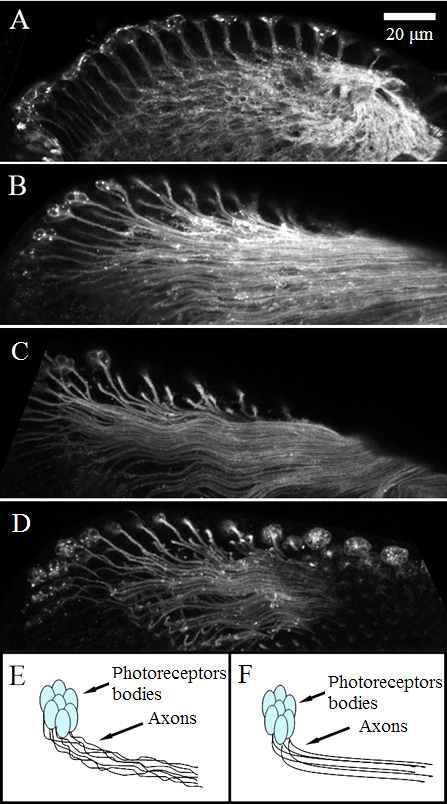 A
20 μm
B
C
D
E
Photoreceptors
bodies
Axons
F
Photoreceptors
bodies
Axons